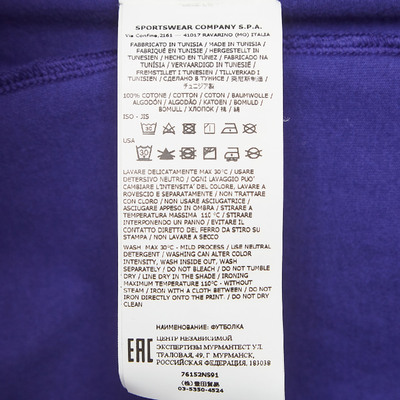 SPORTSWEAR COMPANY S.P.A.
Via Confine,2161 — 41017 RAVARINO (MO) ITALIA
FABBRICATO IN TUNISIA / MADE IN TUNISIA /
FABRIQUÉ EN TUNISIE / HERGESTELLT IN
TUNESIEN / HECHO EN TÚNEZ / FABRICADO NA
TUNÍSIA / VERVAARDIGD IN TUNESIË /
FREMSTILLET I TUNESIEN / TILLVERKAD I
TUNISIEN / СДЕЛАНО В ТУНИСЕ /
チュニジア製
100% COTONE / COTTON / COTON / BAUMWOLLE /
ALGODÓN / ALGODÃO / KATOEN / BOMULD /
BOMULL / ХЛОПОК / 棉 / 綿
ISO - JIS
USA
LAVARE DELICATAMENTE MAX 30°C / USARE
DETERSIVO NEUTRO / OGNI LAVAGGIO PUO'
CAMBIARE L'INTENSITA' DEL COLORE, LAVARE A
ROVESCIO E SEPARATAMENTE / NON TRATTARE
CON CLORO / NON USARE ASCIUGATRICE /
ASCIUGARE APPESO IN OMBRA / STIRARE A
TEMPERATURA MASSIMA 110 °C / STIRARE
INTERPONENDO UN PANNO / EVITARE IL
CONTATTO DIRETTO DEL FERRO DA STIRO SU
STAMPA / NON LAVARE A SECCO
WASH MAX 30°C - MILD PROCESS / USE NEUTRAL
DETERGENT / WASHING CAN ALTER COLOR
INTENSITY, WASH INSIDE OUT, WASH
SEPARATELY / DO NOT BLEACH / DO NOT TUMBLE
DRY / LINE DRY IN THE SHADE / IRONING
MAXIMUM TEMPERATURE 110°C - WITHOUT
STEAM / IRON WITH A CLOTH BETWEEN / DO NOT
IRON DIRECTLY ONTO THE PRINT. / DO NOT DRY
CLEAN
НАИМЕНОВАНИЕ: ФУТБОЛКА
EAC
ЦЕНТР НЕЗАВИСИМОЙ
ЭКСПЕРТИЗЫ МУРМАНТЕСТ УЛ.
ТРАЛОВАЯ, 49, Г. МУРМАНСК,
РОССИЙСКАЯ ФЕДЕРАЦИЯ. 183038
76152NS91
(株) 豊田貿易
03-5350-4524